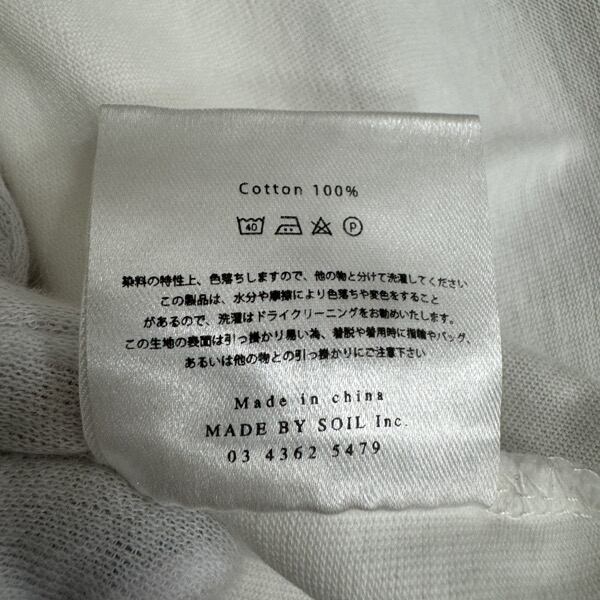 Cotton 100%
40 P
染料の特性上、色落ちしますので、他の物と分けて洗濯してください
この製品は、水分や摩擦により色落ちや変色をすること
があるので、洗濯はドライクリーニングをお勧めいたします。
この生地の表面は引っ掛かり易い為、着脱や着用時に指輪やバッグ、
あるいは他の物との引っ掛かりにご注意下さい
Made in china
MADE BY SOIL Inc.
03 4362 5479